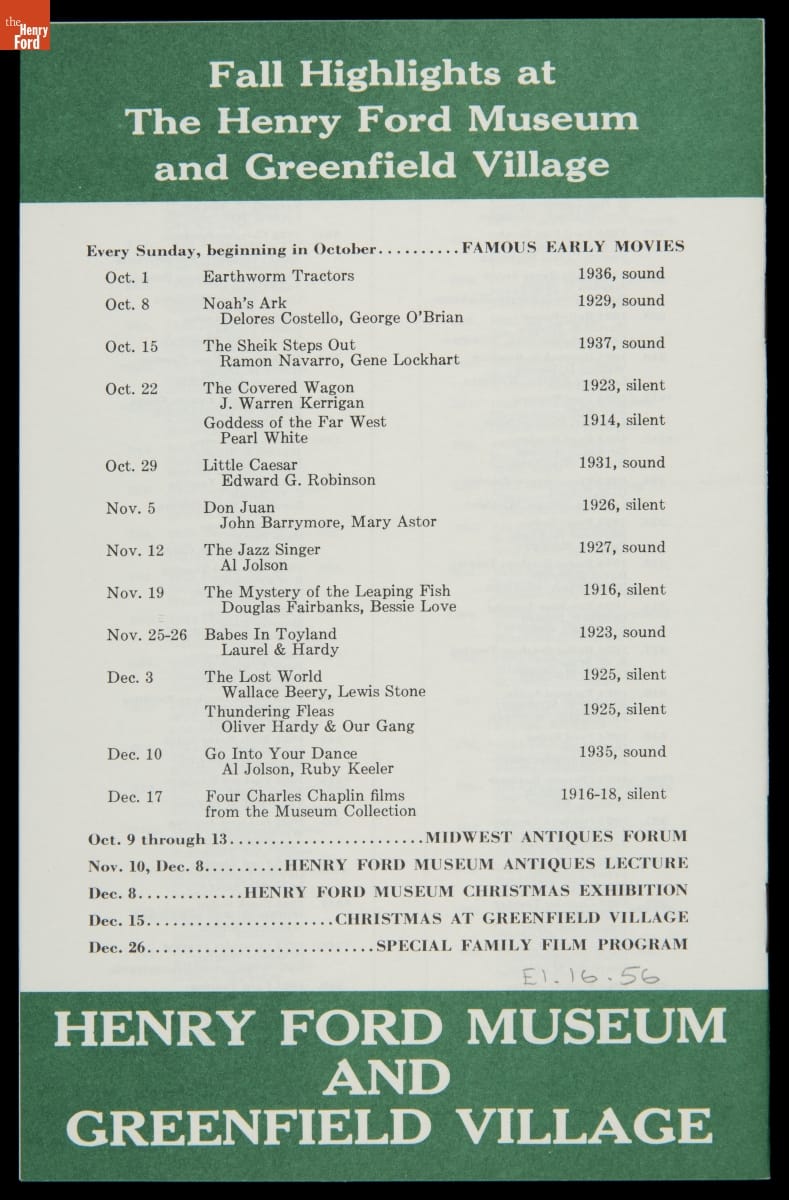 the
Henry
Ford
Fall Highlights at
The Henry Ford Museum
and Greenfield Village
Every Sunday, beginning in October..........FAMOUS EARLY MOVIES
Oct. 1 Earthworm Tractors 1936, sound
Oct. 8 Noah's Ark 1929, sound
Delores Costello, George O'Brian
Oct. 15 The Sheik Steps Out 1937, sound
Ramon Navarro, Gene Lockhart
Oct. 22 The Covered Wagon 1923, silent
J. Warren Kerrigan
Goddess of the Far West 1914, silent
Pearl White
Oct. 29 Little Caesar 1931, sound
Edward G. Robinson
Nov. 5 Don Juan 1926, silent
John Barrymore, Mary Astor
Nov. 12 The Jazz Singer 1927, sound
Al Jolson
Nov. 19 The Mystery of the Leaping Fish 1916, silent
Douglas Fairbanks, Bessie Love
Nov. 25-26 Babes In Toyland 1923, sound
Laurel & Hardy
Dec. 3 The Lost World 1925, silent
Wallace Beery, Lewis Stone
Thundering Fleas 1925, silent
Oliver Hardy & Our Gang
Dec. 10 Go Into Your Dance 1935, sound
Al Jolson, Ruby Keeler
Dec. 17 Four Charles Chaplin films 1916-18, silent
from the Museum Collection
Oct. 9 through 13........................MIDWEST ANTIQUES FORUM
Nov. 10, Dec. 8..........HENRY FORD MUSEUM ANTIQUES LECTURE
Dec. 8.............HENRY FORD MUSEUM CHRISTMAS EXHIBITION
Dec. 15.......................CHRISTMAS AT GREENFIELD VILLAGE
Dec. 26............................SPECIAL FAMILY FILM PROGRAM
E1.16.56
HENRY FORD MUSEUM
AND
GREENFIELD VILLAGE